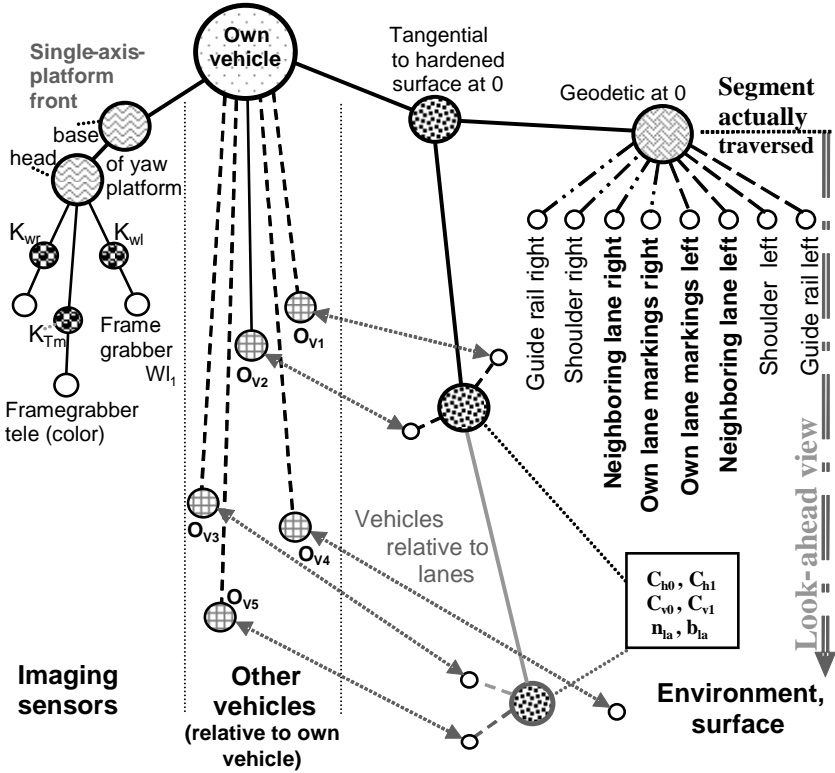 Own
vehicle
Single-axis-
platform
front
base
head
of yaw
platform
K_wr
K_wl
K_Tm
Frame
grabber
WI_1
Framegrabber
tele (color)
O_V1
O_V2
O_V3
O_V4
O_V5
Tangential
to hardened
surface at 0
Geodetic at 0
Segment
actually
traversed
Guide rail right
Shoulder right
Neighboring lane right
Own lane markings right
Own lane markings left
Neighboring lane left
Shoulder left
Guide rail left
Look-ahead view
Vehicles
relative to
lanes
C_h0 , C_h1
C_v0 , C_v1
n_la , b_la
Imaging
sensors
Other
vehicles
(relative to own
vehicle)
Environment,
surface